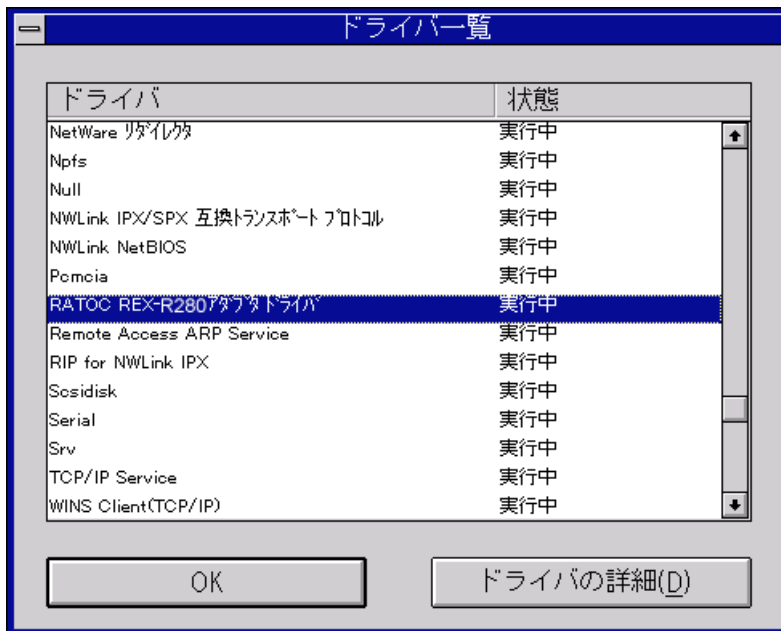 ドライバ一覧
ドライバ 状態
NetWare リダイレクタ 実行中
Npfs 実行中
Null 実行中
NWLink IPX/SPX 互換トランスポート プロトコル 実行中
NWLink NetBIOS 実行中
Pcmcia 実行中
RATOC REX-R280アダプタ ドライバ 実行中
Remote Access ARP Service 実行中
RIP for NWLink IPX 実行中
Scsidisk 実行中
Serial 実行中
Srv 実行中
TCP/IP Service 実行中
WINS Client(TCP/IP) 実行中
OK ドライバの詳細(D)